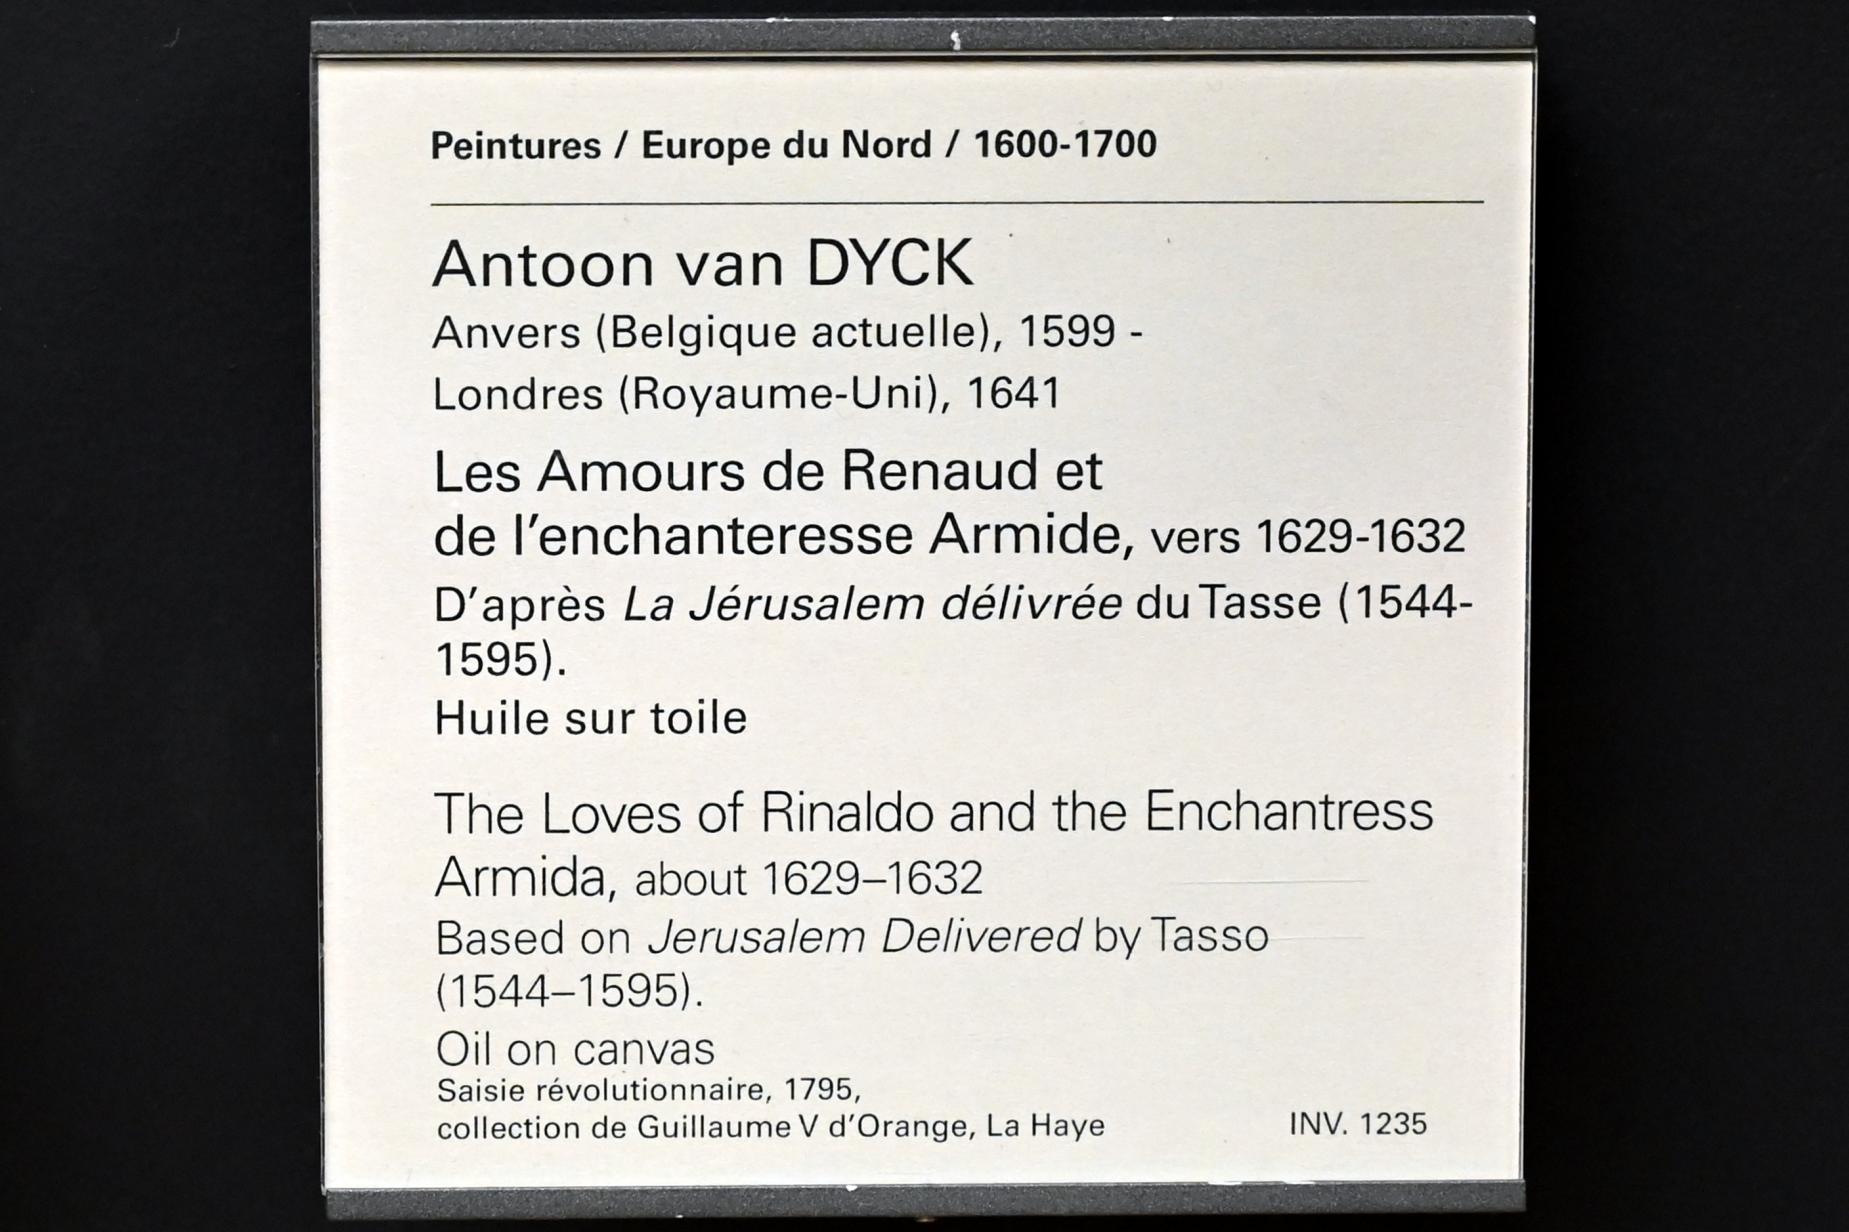 Peintures / Europe du Nord / 1600-1700
Antoon van DYCK
Anvers (Belgique actuelle), 1599 -
Londres (Royaume-Uni), 1641
Les Amours de Renaud et
de l'enchanteresse Armide, vers 1629-1632
D'après La Jérusalem délivrée du Tasse (1544-
1595).
Huile sur toile
The Loves of Rinaldo and the Enchantress
Armida, about 1629–1632
Based on Jerusalem Delivered by Tasso
(1544–1595).
Oil on canvas
Saisie révolutionnaire, 1795,
collection de Guillaume V d'Orange, La Haye INV. 1235